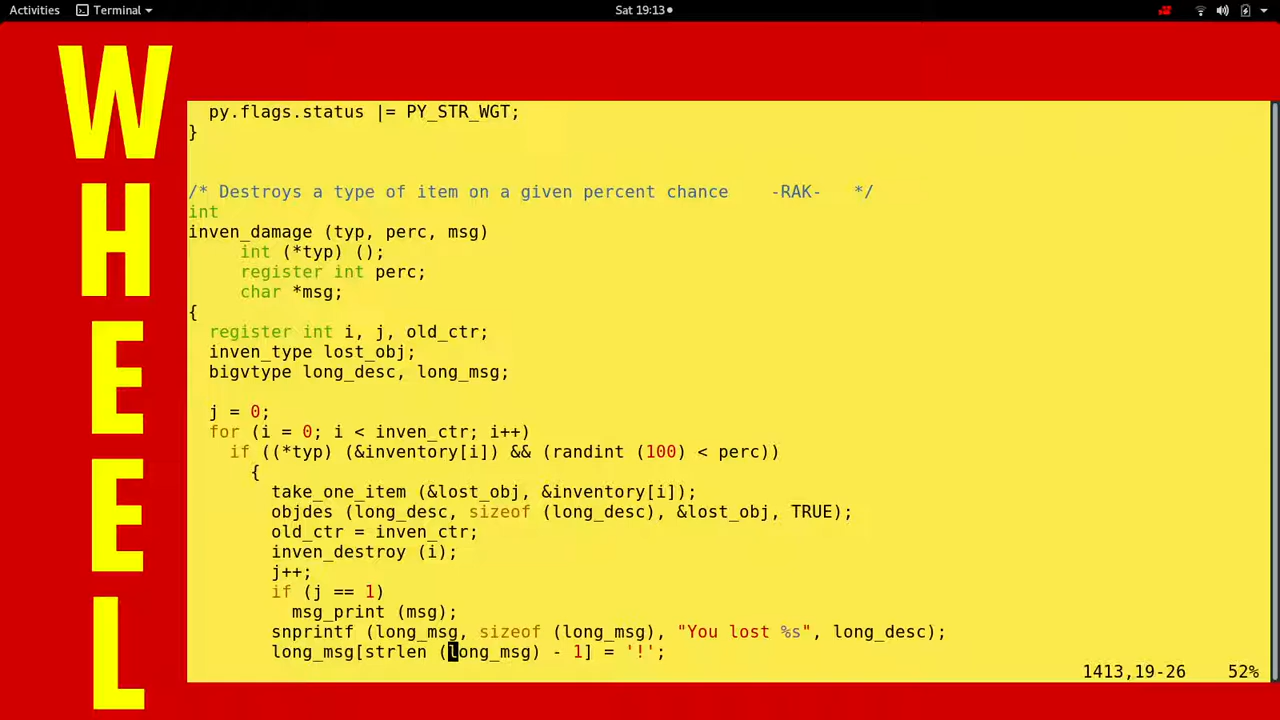 Activities
Terminal
Sat 19:13
WHEEL
  py.flags.status |= PY_STR_WGT;
}
/* Destroys a type of item on a given percent chance    -RAK-   */
int
inven_damage (typ, perc, msg)
     int (*typ) ();
     register int perc;
     char *msg;
{
  register int i, j, old_ctr;
  inven_type lost_obj;
  bigvtype long_desc, long_msg;
  j = 0;
  for (i = 0; i < inven_ctr; i++)
    if ((*typ) (&inventory[i]) && (randint (100) < perc))
      {
        take_one_item (&lost_obj, &inventory[i]);
        objdes (long_desc, sizeof (long_desc), &lost_obj, TRUE);
        old_ctr = inven_ctr;
        inven_destroy (i);
        j++;
        if (j == 1)
          msg_print (msg);
        snprintf (long_msg, sizeof (long_msg), "You lost %s", long_desc);
        long_msg[strlen (long_msg) - 1] = '!';
1413,19-26    52%